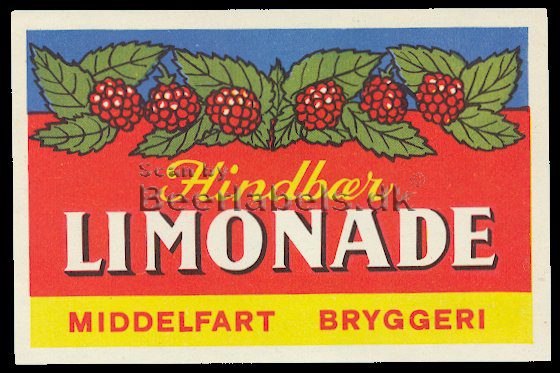 Scan by
Beerlabels.dk
Hindbær
LIMONADE
MIDDELFART BRYGGERI